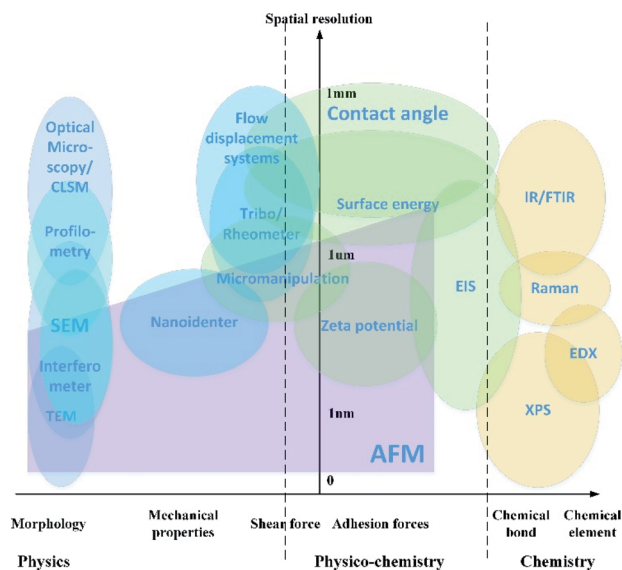 Spatial resolution
1mm
Flow
displacement
systems
Contact angle
Optical
Micro-
scopy/
CLSM
Surface energy
IR/FTIR
Tribo/
Rheometer
Profilo-
metry
1um
Micromanipulation
EIS
Raman
SEM
Nanoidenter
Zeta potential
EDX
Interfero
meter
TEM
1nm
XPS
AFM
0
Morphology
Mechanical
properties
Shear force
Adhesion forces
Chemical
bond
Chemical
element
Physics
Physico-chemistry
Chemistry